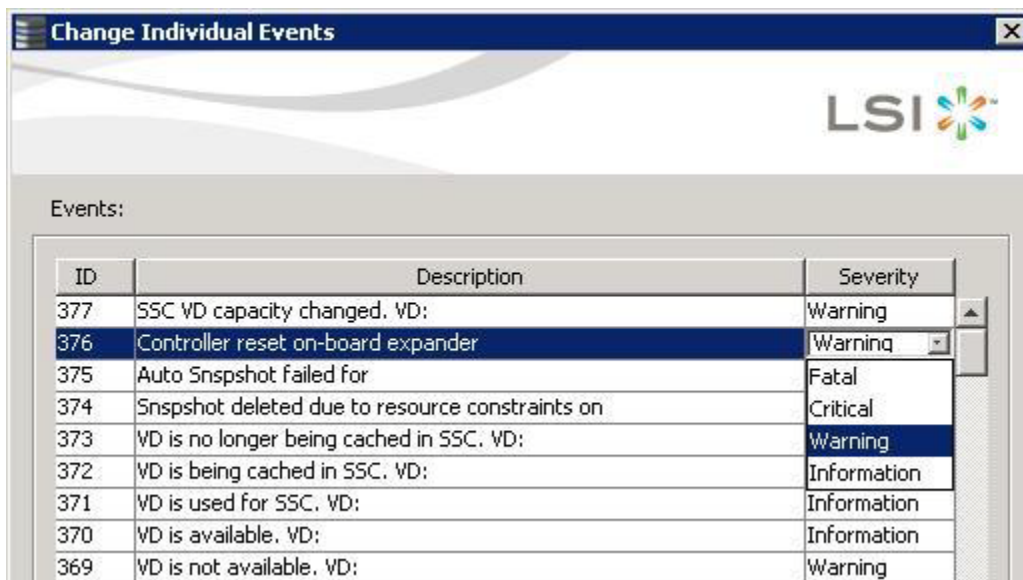 Change Individual Events
LSI
Events:
ID Description Severity
377 SSC VD capacity changed. VD: Warning
376 Controller reset on-board expander Warning
375 Auto Snspshot failed for Fatal
374 Snspshot deleted due to resource constraints on Critical
373 VD is no longer being cached in SSC. VD: Warning
372 VD is being cached in SSC. VD: Information
371 VD is used for SSC. VD: Information
370 VD is available. VD: Information
369 VD is not available. VD: Warning